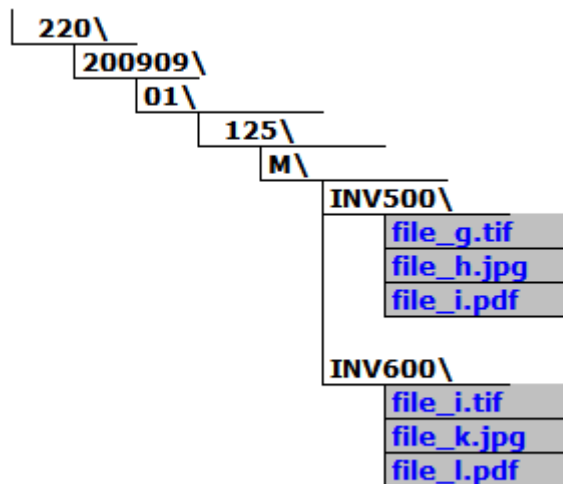 220\
200909\
01\
125\
M\
INV500\
file_g.tif
file_h.jpg
file_i.pdf
INV600\
file_i.tif
file_k.jpg
file_l.pdf